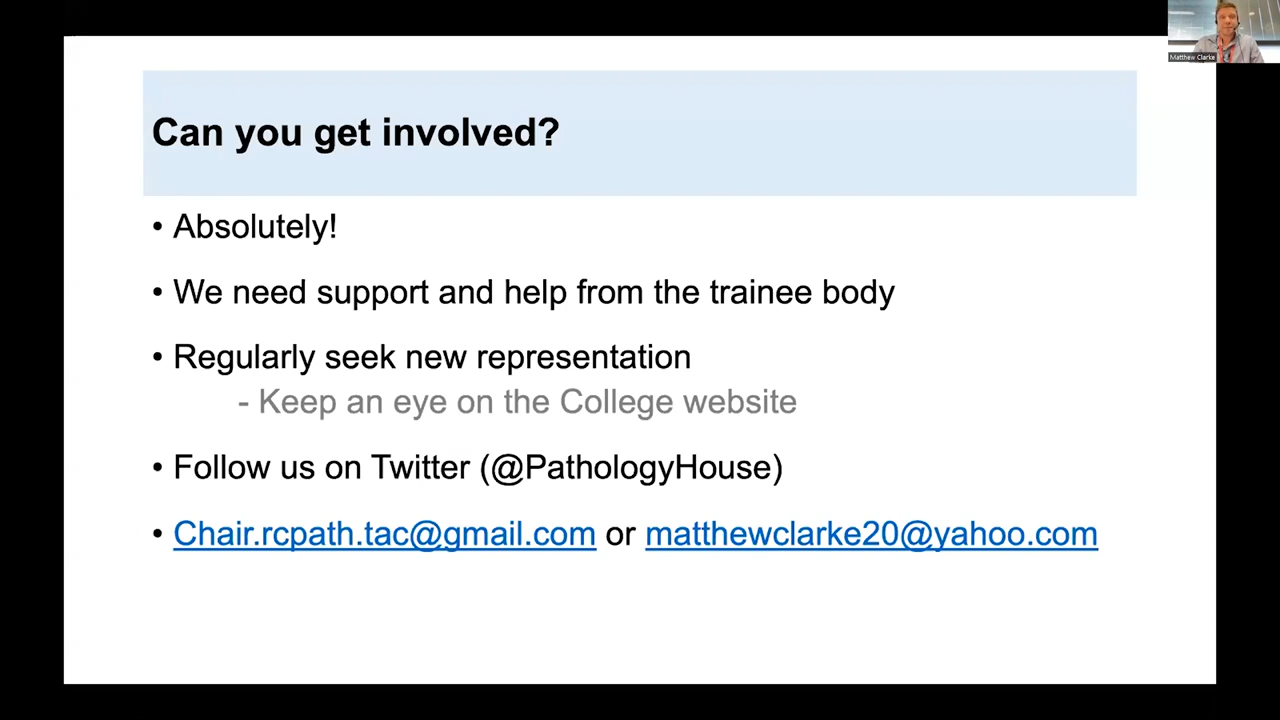 Matthew Clarke
Can you get involved?
• Absolutely!
• We need support and help from the trainee body
• Regularly seek new representation
- Keep an eye on the College website
• Follow us on Twitter (@PathologyHouse)
• Chair.rcpath.tac@gmail.com or matthewclarke20@yahoo.com